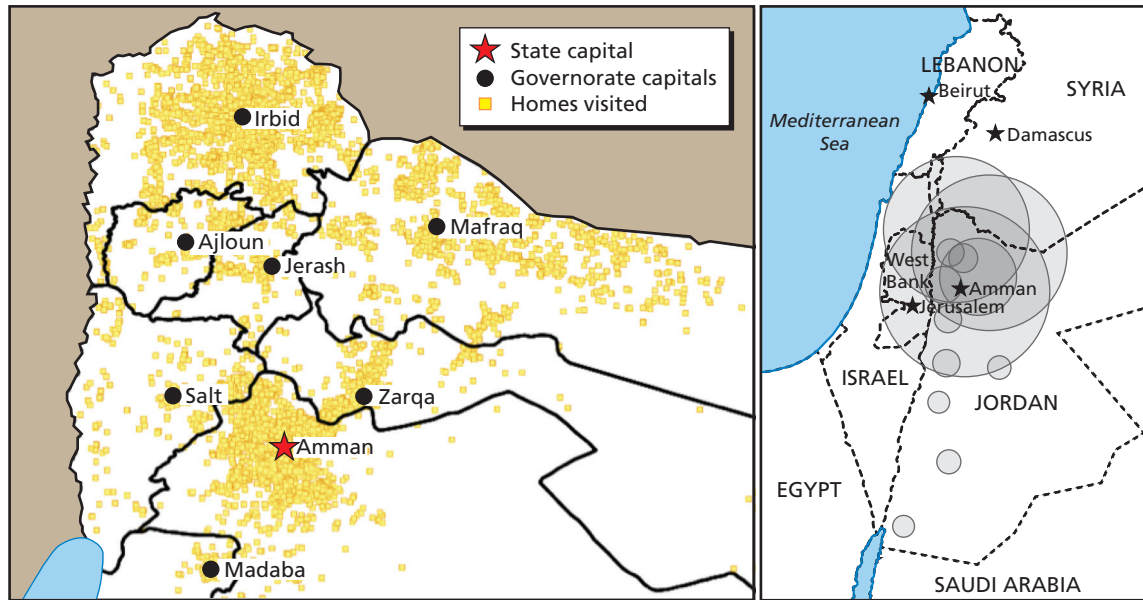 State capital
Governorate capitals
Homes visited
Irbid
Mafraq
Ajloun
Jerash
Salt
Zarqa
Amman
Madaba
LEBANON
Beirut
SYRIA
Mediterranean
Sea
Damascus
West
Bank
Amman
Jerusalem
ISRAEL
JORDAN
EGYPT
SAUDI ARABIA